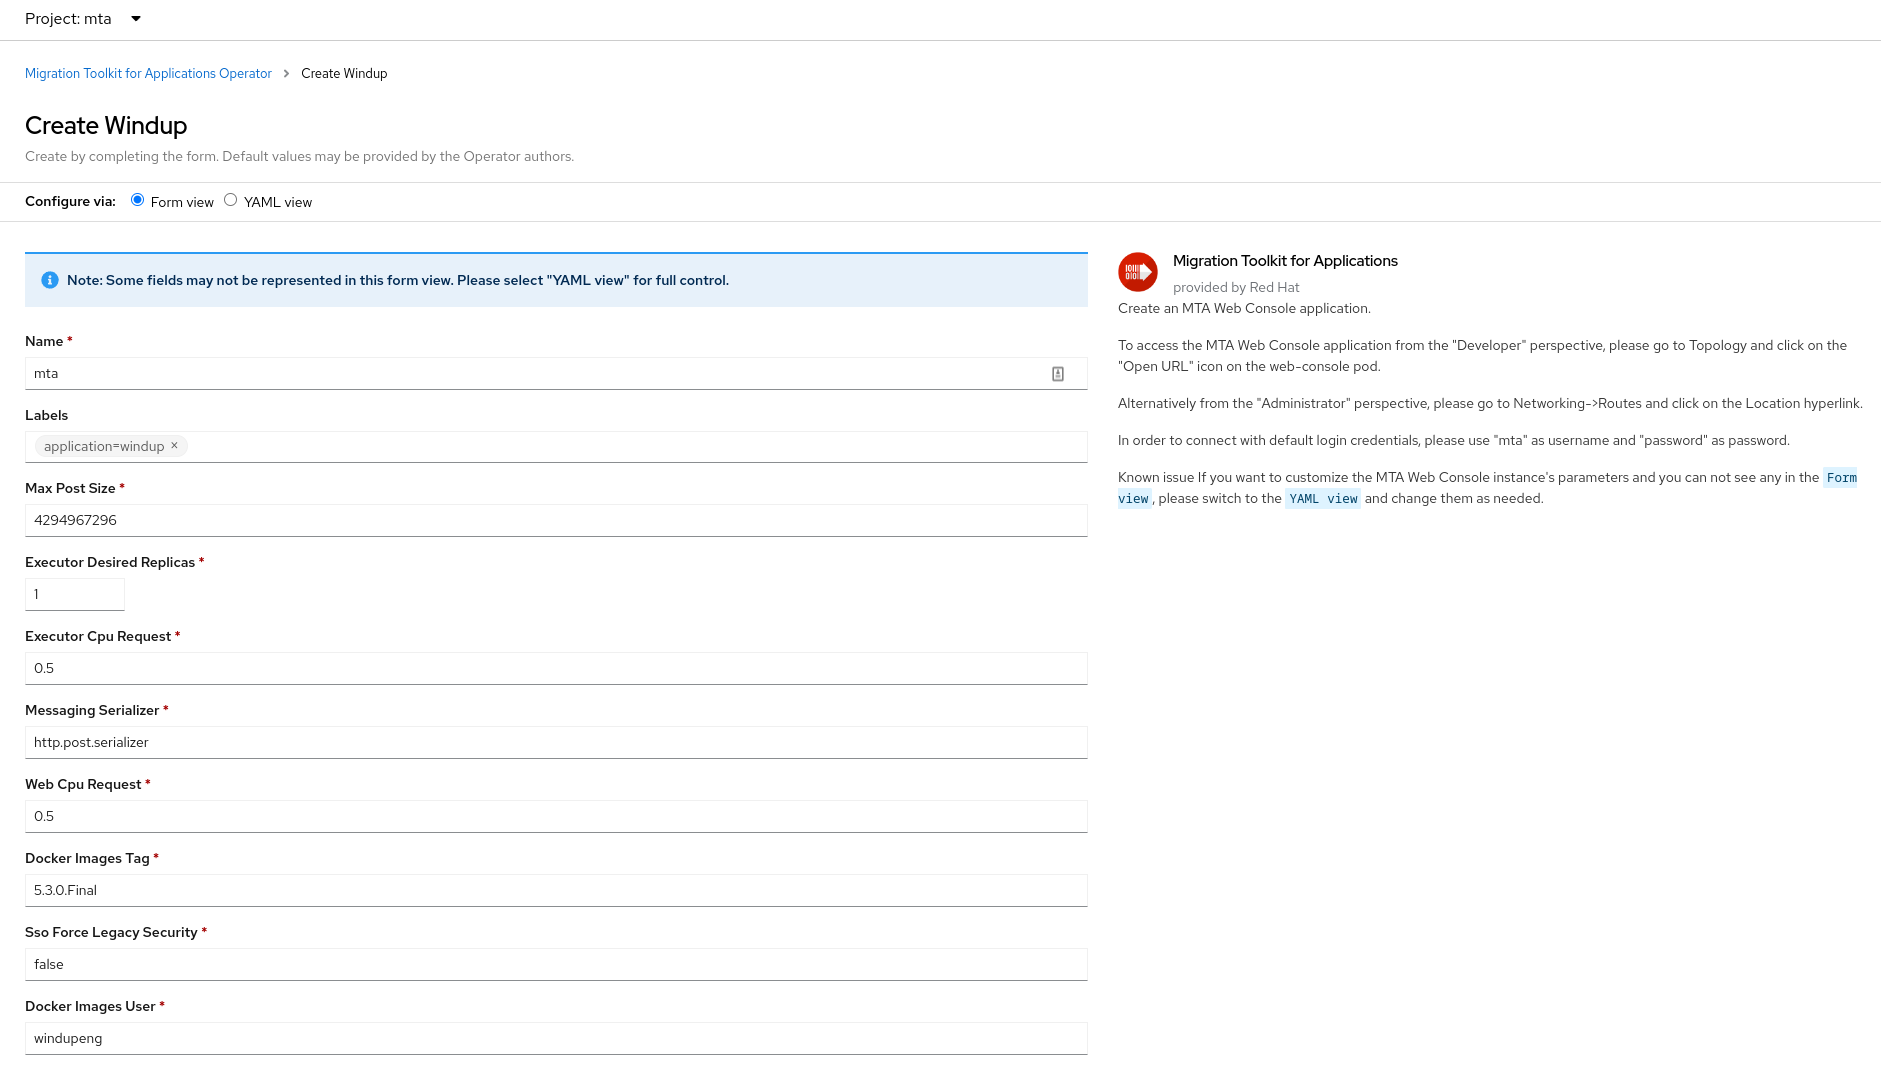 Project: mta
Migration Toolkit for Applications Operator > Create Windup
Create Windup
Create by completing the form. Default values may be provided by the Operator authors.
Configure via: Form view YAML view
Note: Some fields may not be represented in this form view. Please select "YAML view" for full control.
Name *
mta
Labels
application=windup ×
Max Post Size *
4294967296
Executor Desired Replicas *
1
Executor Cpu Request *
0.5
Messaging Serializer *
http.post.serializer
Web Cpu Request *
0.5
Docker Images Tag *
5.3.0.Final
Sso Force Legacy Security *
false
Docker Images User *
windupeng
Migration Toolkit for Applications
provided by Red Hat
Create an MTA Web Console application.
To access the MTA Web Console application from the "Developer" perspective, please go to Topology and click on the
"Open URL" icon on the web-console pod.
Alternatively from the "Administrator" perspective, please go to Networking->Routes and click on the Location hyperlink.
In order to connect with default login credentials, please use "mta" as username and "password" as password.
Known issue If you want to customize the MTA Web Console instance's parameters and you can not see any in the Form
view, please switch to the YAML view and change them as needed.